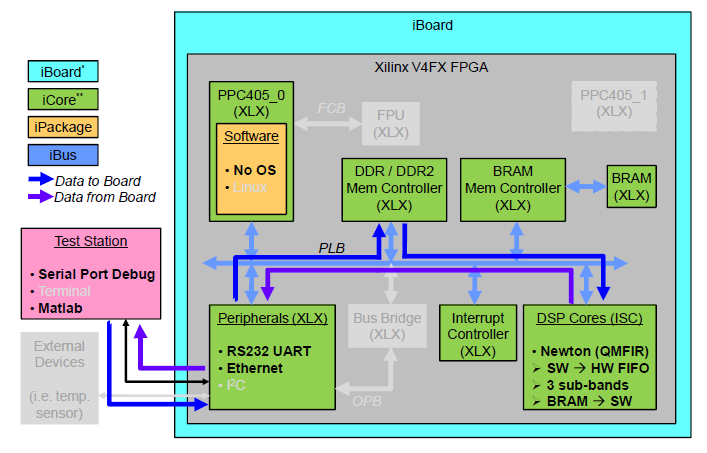 iBoard
Xilinx V4FX FPGA
iBoard*
iCore**
iPackage
iBus
Data to Board
Data from Board
PPC405_0
(XLX)
Software
• No OS
• Linux
FCB
FPU
(XLX)
PPC405_1
(XLX)
DDR / DDR2
Mem Controller
(XLX)
BRAM
Mem Controller
(XLX)
BRAM
(XLX)
PLB
Test Station
• Serial Port Debug
• Terminal
• Matlab
External
Devices
(i.e. temp.
sensor)
Peripherals (XLX)
• RS232 UART
• Ethernet
• I²C
Bus Bridge
(XLX)
OPB
Interrupt
Controller
(XLX)
DSP Cores (ISC)
• Newton (QMFIR)
➢ SW → HW FIFO
➢ 3 sub-bands
➢ BRAM → SW